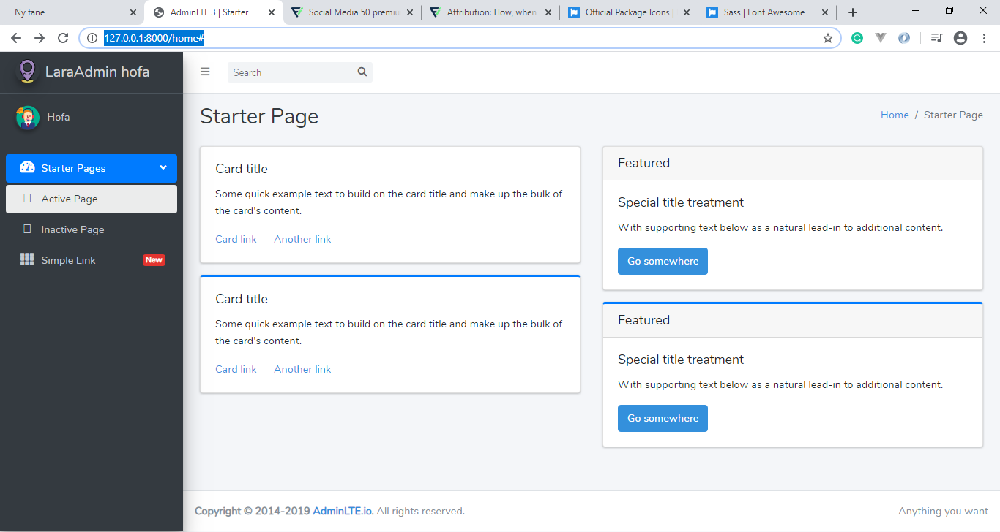 Ny fane
AdminLTE 3 | Starter
Social Media 50 premiu
Attribution: How, when
Official Package Icons |
Sass | Font Awesome
127.0.0.1:8000/home#
LaraAdmin hofa
Search
Hofa
Starter Page
Home / Starter Page
Starter Pages
Active Page
Inactive Page
Simple Link
New
Card title
Some quick example text to build on the card title and make up the bulk of
the card's content.
Card link
Another link
Card title
Some quick example text to build on the card title and make up the bulk of
the card's content.
Card link
Another link
Featured
Special title treatment
With supporting text below as a natural lead-in to additional content.
Go somewhere
Featured
Special title treatment
With supporting text below as a natural lead-in to additional content.
Go somewhere
Copyright © 2014-2019 AdminLTE.io. All rights reserved.
Anything you want